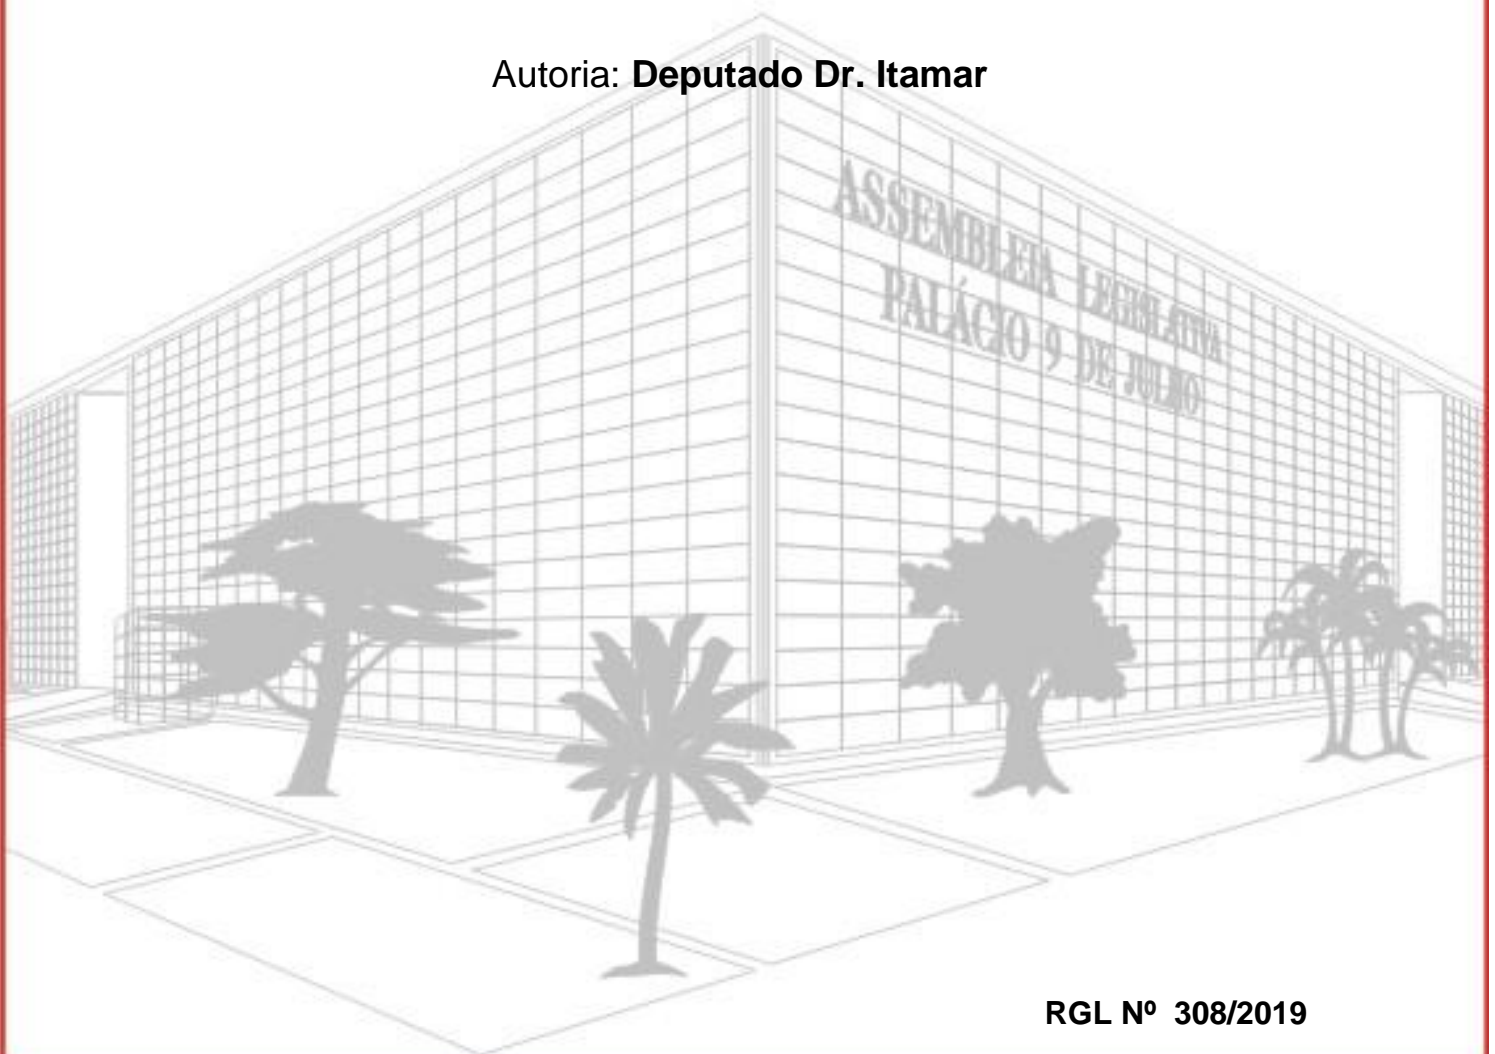 Autoria: Deputado Dr. Itamar
ASSEMBLEIA LEGISLATIVA
PALÁCIO 9 DE JULHO
RGL Nº 308/2019